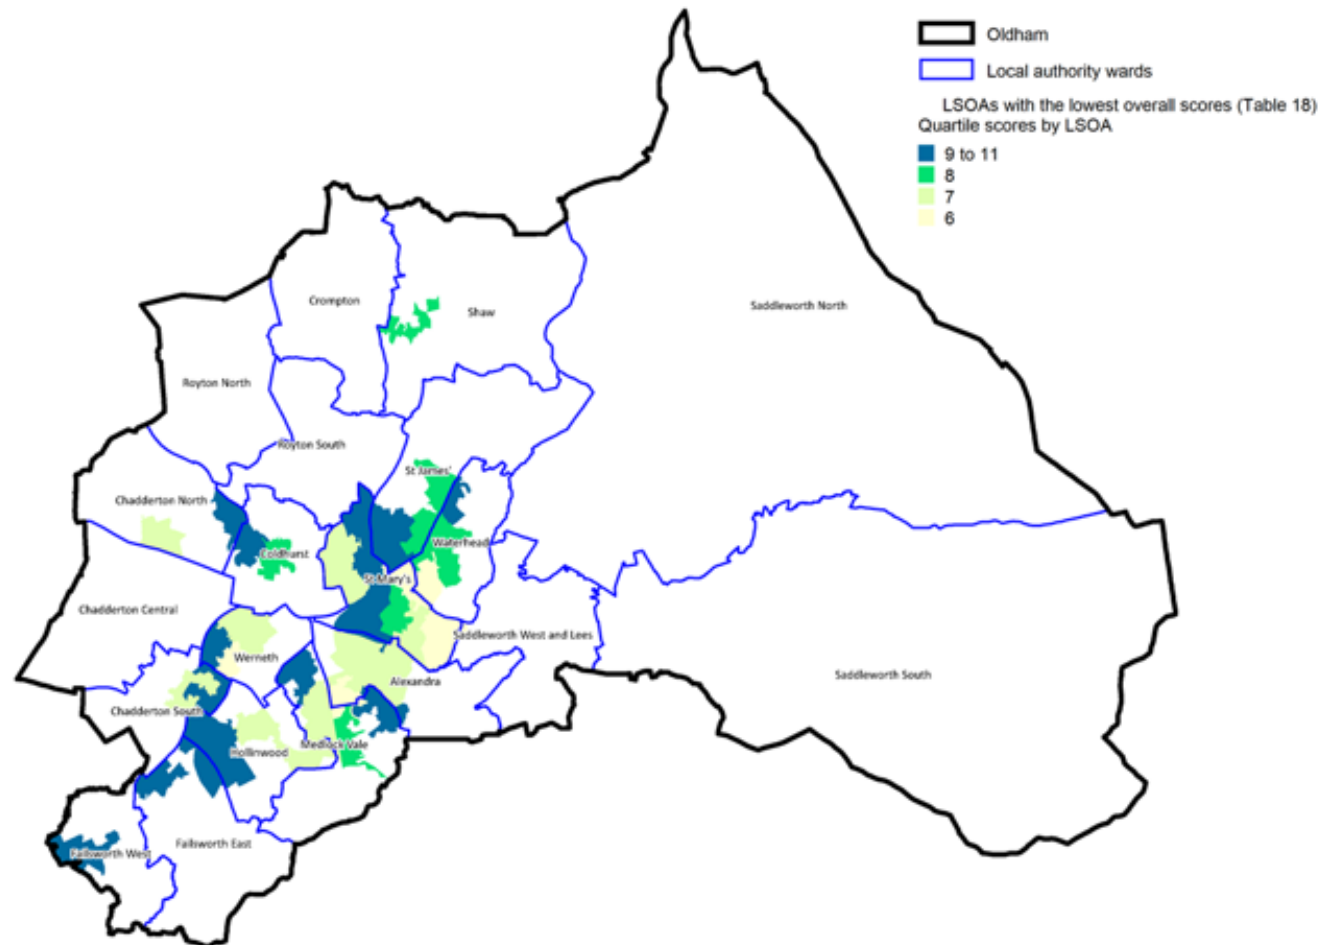 Oldham
Local authority wards
LSOAs with the lowest overall scores (Table 18)
Quartile scores by LSOA
9 to 11
8
7
6
Crompton
Shaw
Saddleworth North
Royton North
Royton South
St James'
Chadderton North
Waterhead
Coldhurst
St Mary's
Chadderton Central
Saddleworth West and Lees
Werneth
Saddleworth South
Alexandra
Chadderton South
Medlock Vale
Hollinwood
Failsworth East
Failsworth West